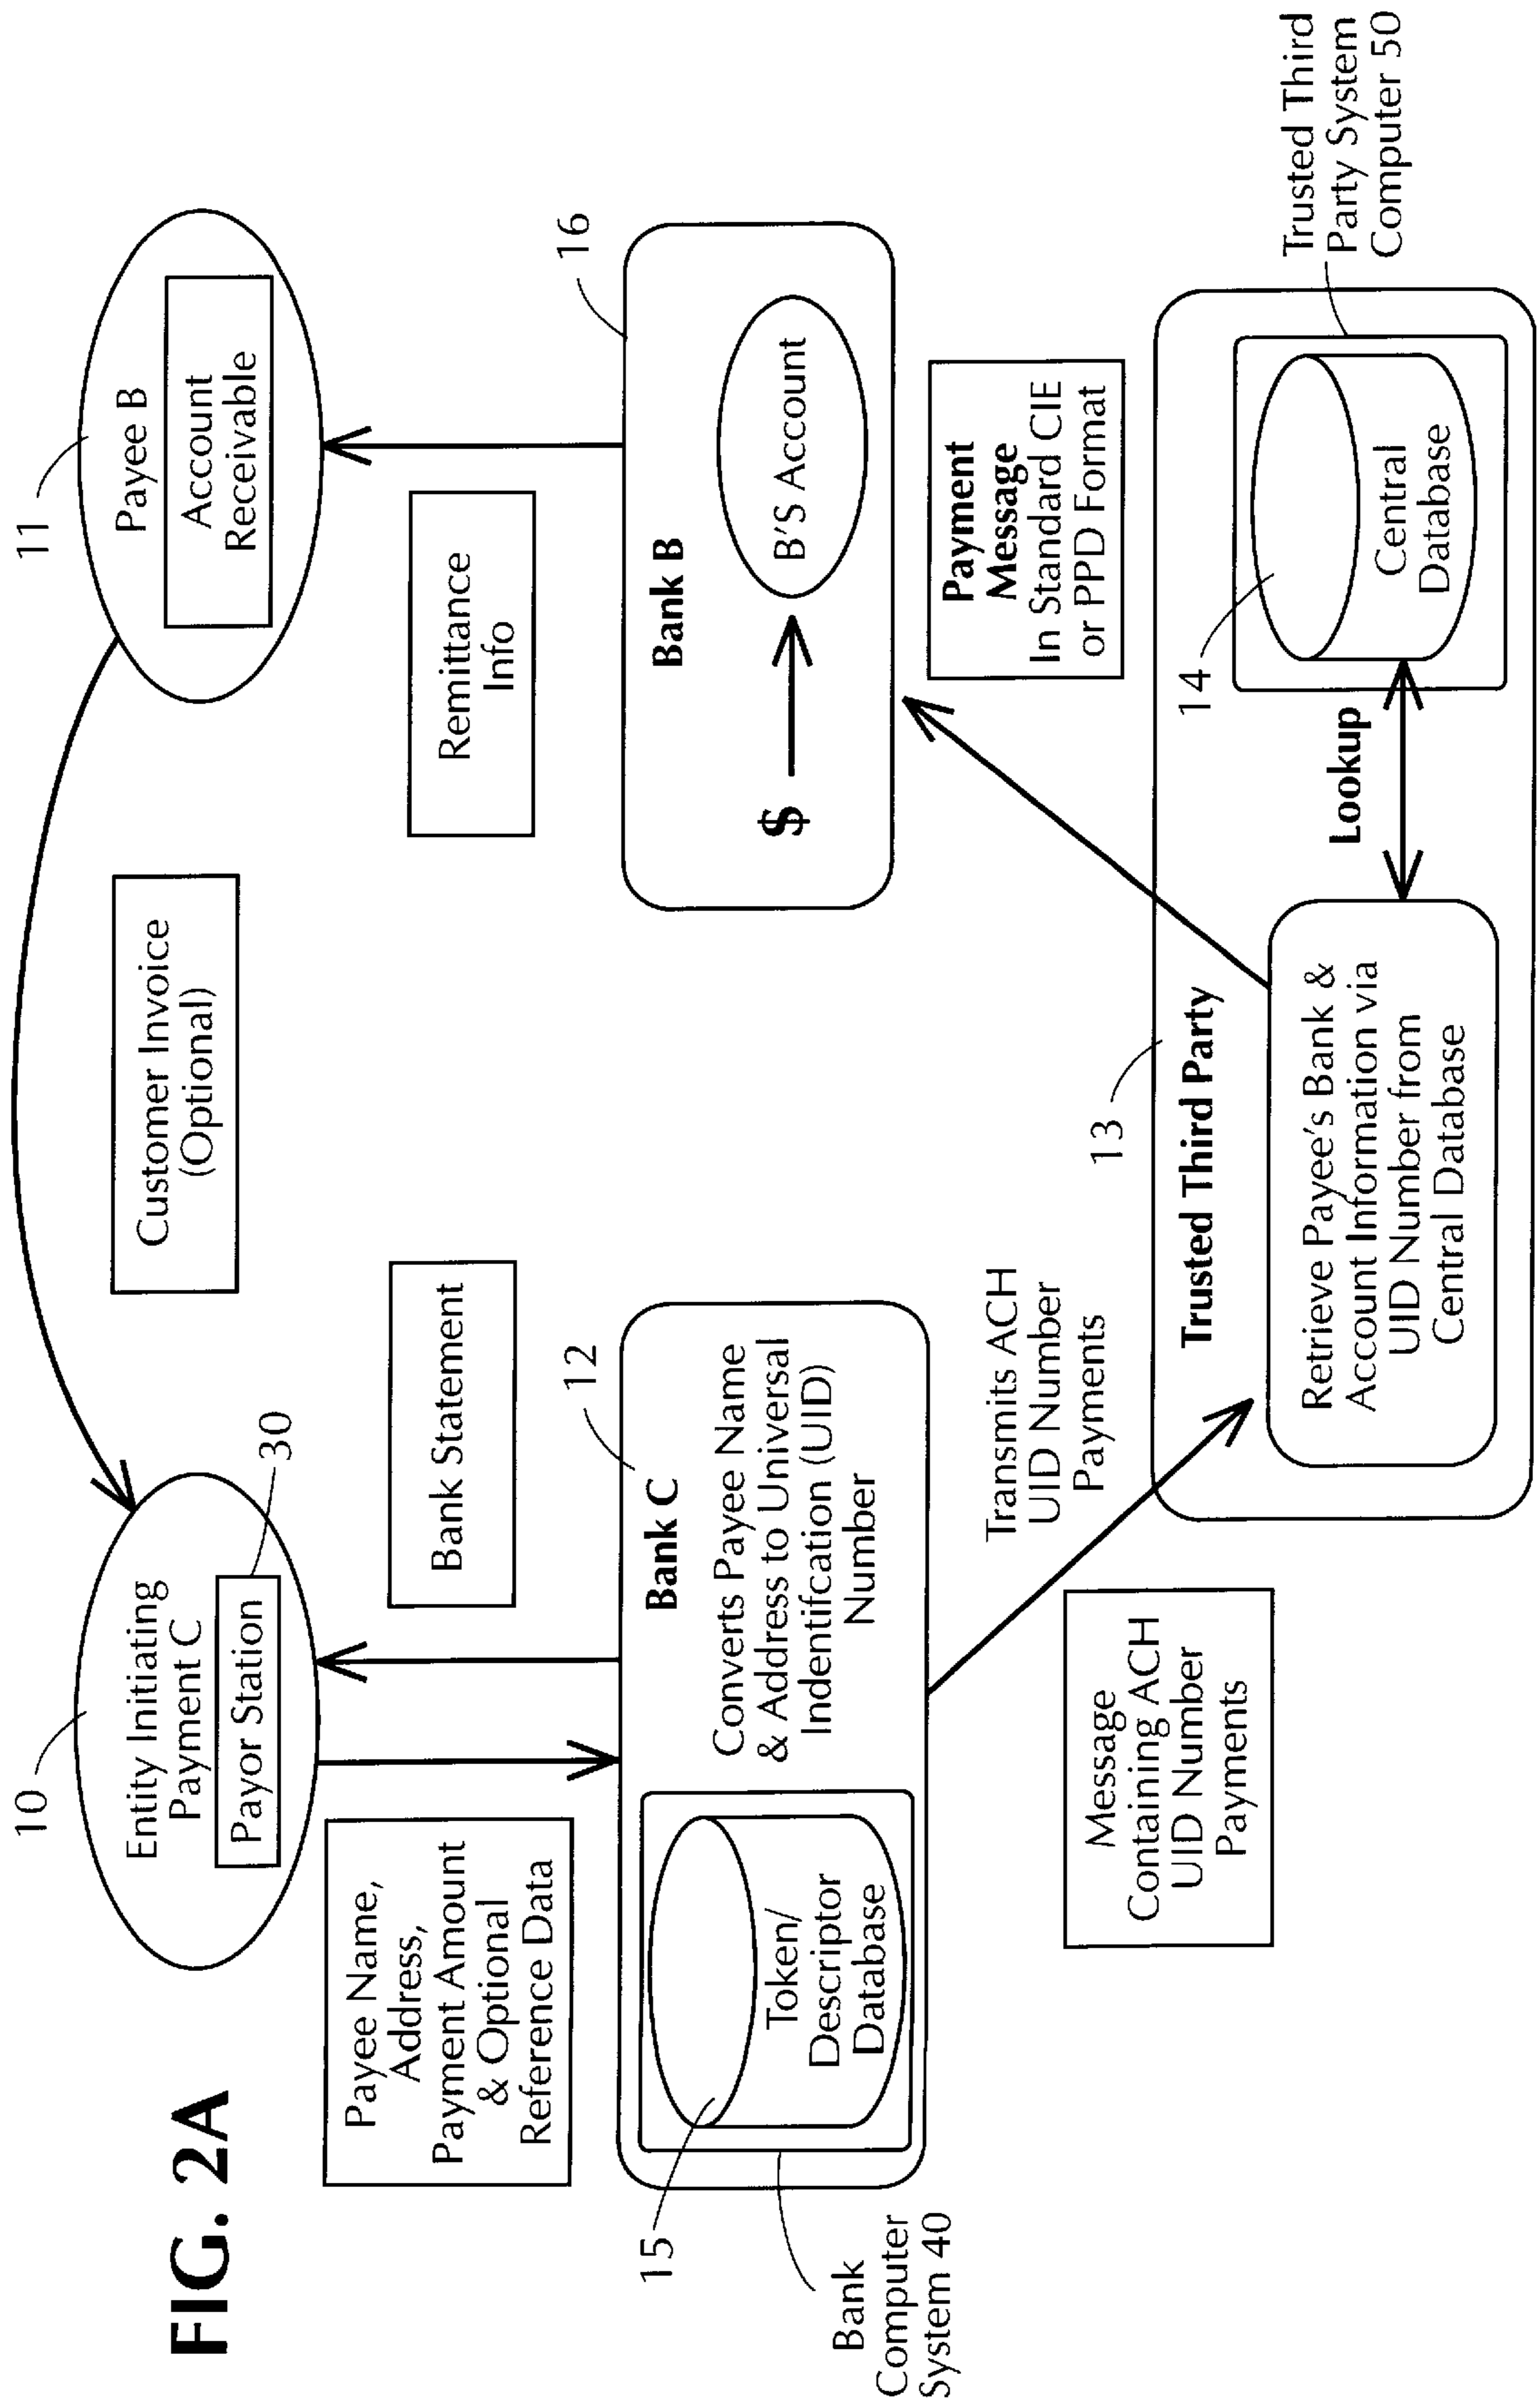 FIG. 2A
10
Entity Initiating
Payment C
Payor Station
30
Customer Invoice
(Optional)
11
Payee B
Account
Receivable
Payee Name,
Address,
Payment Amount
& Optional
Reference Data
Bank Statement
Remittance
Info
15
Bank
Computer
System 40
Token/
Descriptor
Database
Bank C
12
Converts Payee Name
& Address to Universal
Indentifcation (UID)
Number
16
Bank B
$
B'S Account
Message
Containing ACH
UID Number
Payments
Transmits ACH
UID Number
Payments
Payment
Message
In Standard CIE
or PPD Format
13
Trusted Third Party
Retrieve Payee's Bank &
Account Information via
UID Number from
Central Database
Lookup
14
Central
Database
Trusted Third
Party System
Computer 50